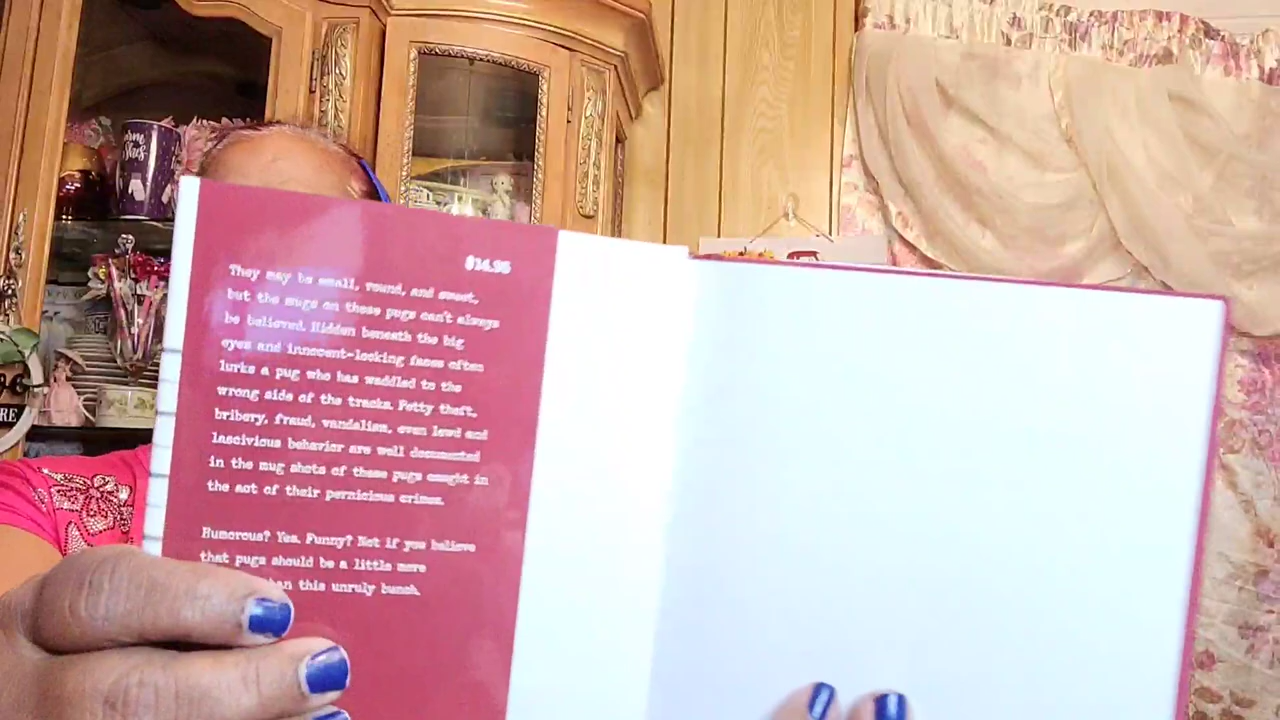 $14.95
They may be small, round, and sweet,
but the mugs on these pugs can't always
be believed. Hidden beneath the big
eyes and innocent-looking faces often
lurks a pug who has waddled to the
wrong side of the tracks. Petty theft,
bribery, fraud, vandalism, even lewd and
lascivious behavior are well documented
in the mug shots of these pugs caught in
the act of their pernicious crimes.
Humorous? Yes. Funny? Not if you believe
that pugs should be a little more
than this unruly bunch.